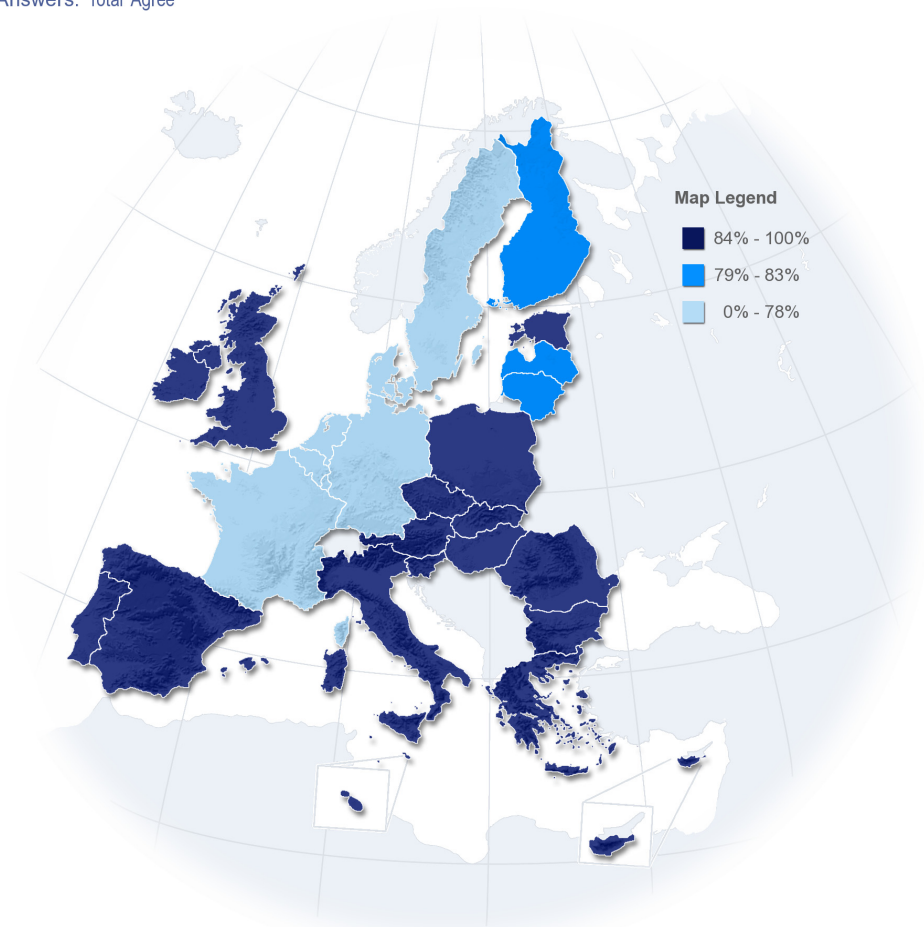 Answers: Total Agree
Map Legend
84% - 100%
79% - 83%
0% - 78%